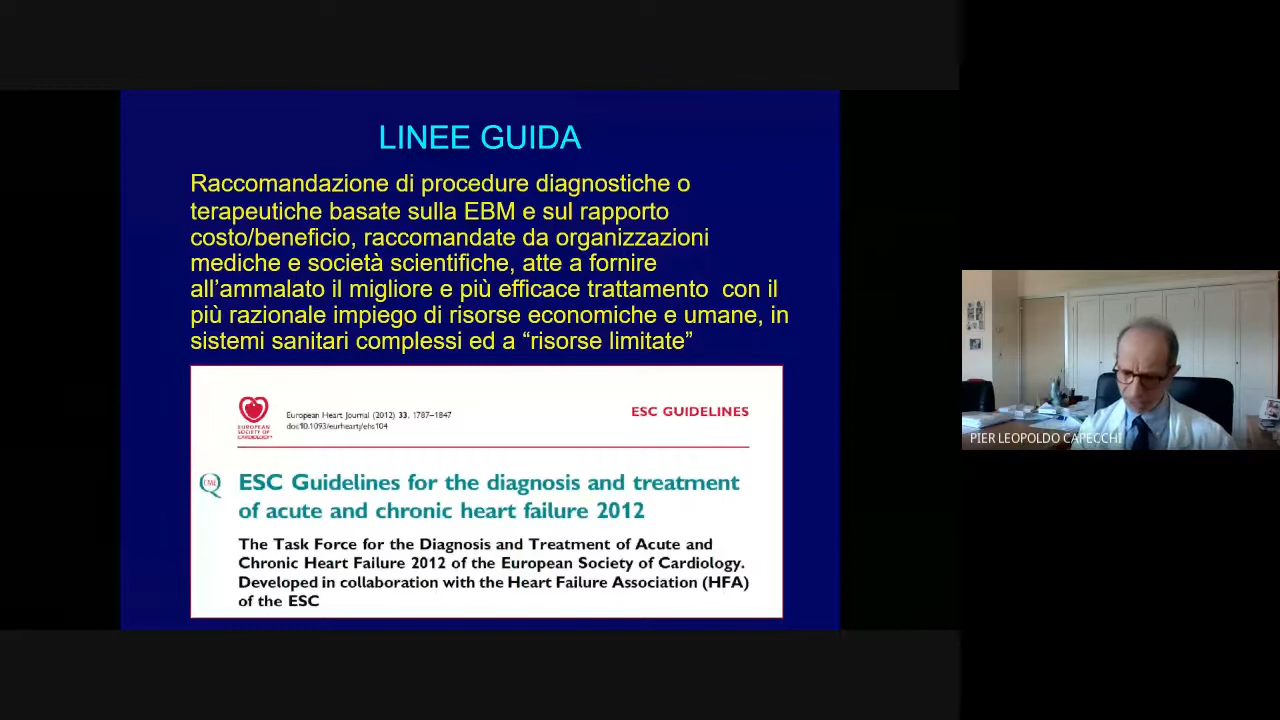 LINEE GUIDA
Raccomandazione di procedure diagnostiche o
terapeutiche basate sulla EBM e sul rapporto
costo/beneficio, raccomandate da organizzazioni
mediche e società scientifiche, atte a fornire
all’ammalato il migliore e più efficace trattamento con il
più razionale impiego di risorse economiche e umane, in
sistemi sanitari complessi ed a “risorse limitate”
EUROPEAN
SOCIETY OF
CARDIOLOGY®
European Heart Journal (2012) 33, 1787–1847
doi:10.1093/eurheartj/ehs104
ESC GUIDELINES
CME
ESC Guidelines for the diagnosis and treatment
of acute and chronic heart failure 2012
The Task Force for the Diagnosis and Treatment of Acute and
Chronic Heart Failure 2012 of the European Society of Cardiology.
Developed in collaboration with the Heart Failure Association (HFA)
of the ESC
PIER LEOPOLDO CAPECCHI